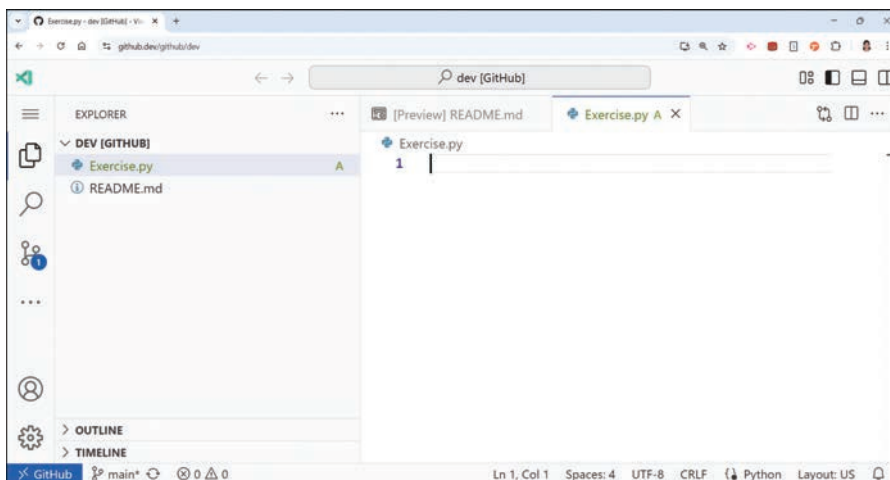 Exercise.py - dev [GitHub] - Vi
github.dev/github/dev
dev [GitHub]
EXPLORER
[Preview] README.md
Exercise.py A
DEV [GITHUB]
Exercise.py
Exercise.py A
1
README.md
1
OUTLINE
TIMELINE
GitHub main* 0 0 Ln 1, Col 1 Spaces: 4 UTF-8 CRLF Python Layout: US